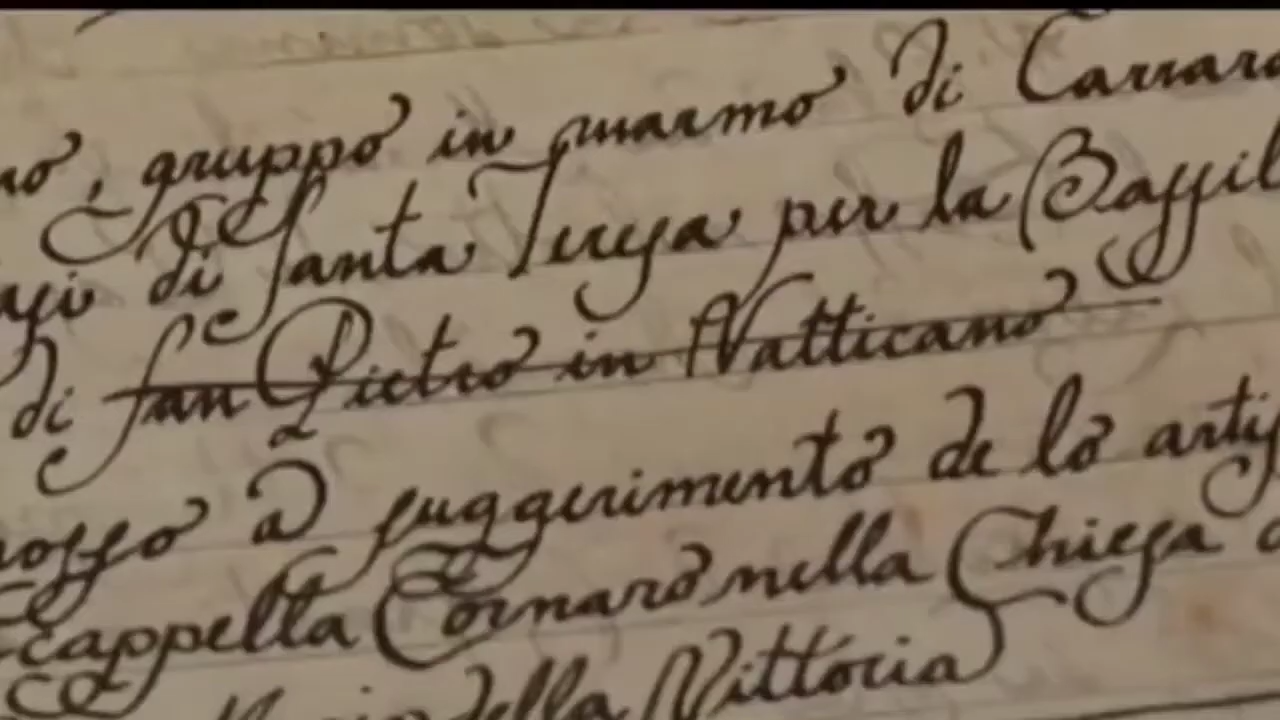 gruppo in marmo di Carrara
di Santa Teresa per la Bassil
di san Pietro in Vatticano
a suggerimento de lo artis
cappella Cornaro nella Chiesa
della Vittoria